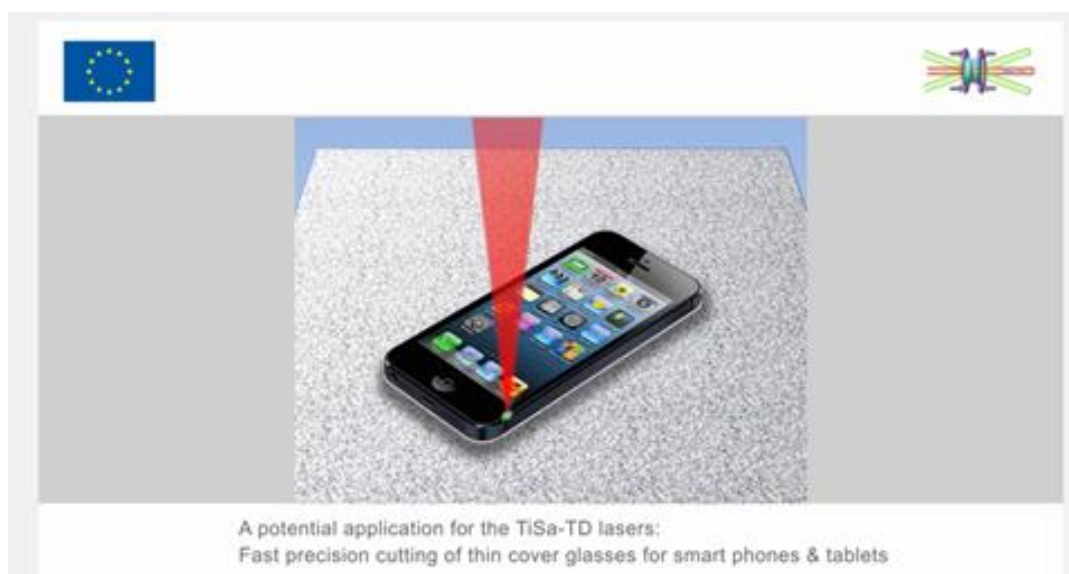 A potential application for the TiSa-TD lasers:
Fast precision cutting of thin cover glasses for smart phones & tablets